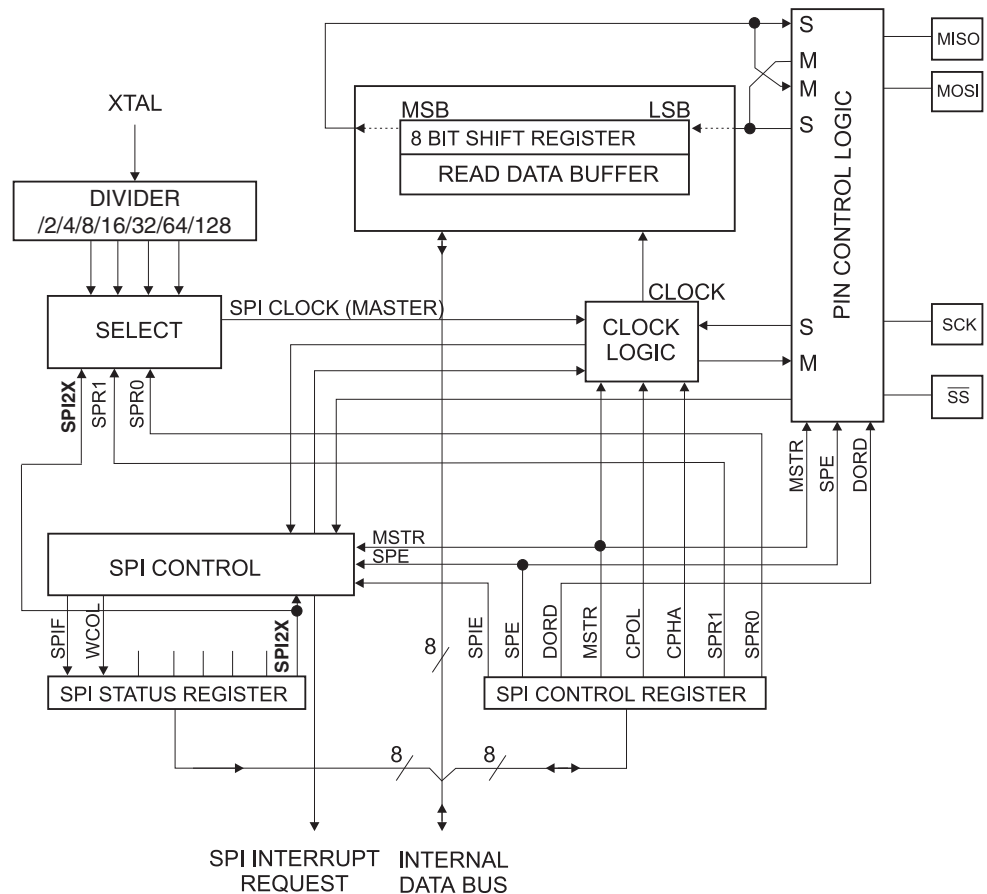 S
MISO
M
M
MOSI
XTAL
MSB
LSB
S
8 BIT SHIFT REGISTER
READ DATA BUFFER
PIN CONTROL LOGIC
DIVIDER
/2/4/8/16/32/64/128
SPI CLOCK (MASTER)
CLOCK
SELECT
CLOCK
LOGIC
S
SCK
M
SPI2X
SPR1
SPR0
SS
MSTR
SPE
DORD
MSTR
SPE
SPI CONTROL
SPIF
WCOL
SPI2X
SPIE
SPE
DORD
MSTR
CPOL
CPHA
SPR1
SPR0
8
SPI STATUS REGISTER
SPI CONTROL REGISTER
8
8
SPI INTERRUPT
REQUEST
INTERNAL
DATA BUS